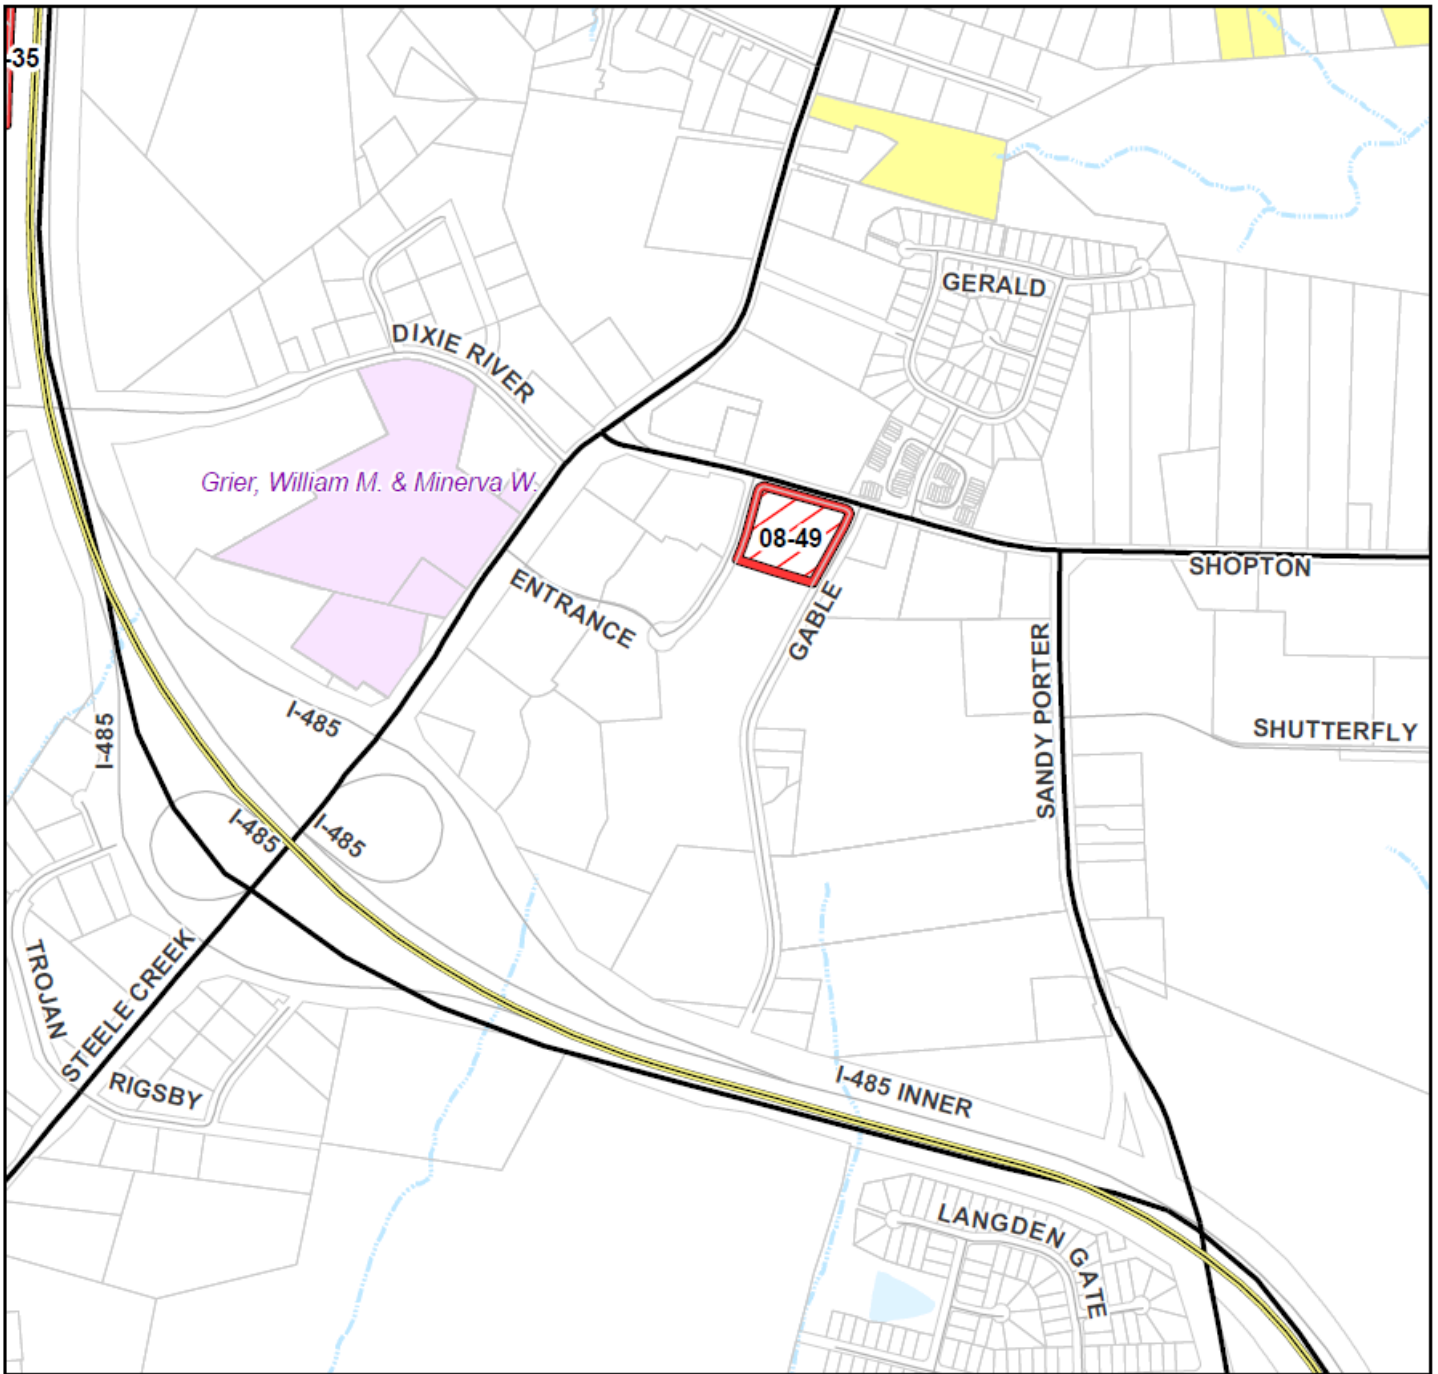 -35
GERALD
DIXIE RIVER
Grier, William M. & Minerva W.
08-49
SHOPTON
ENTRANCE
GABLE
SANDY PORTER
I-485
I-485
SHUTTERFLY
I-485
I-485
TROJAN
STEELE CREEK
RIGSBY
I-485 INNER
LANGDEN GATE